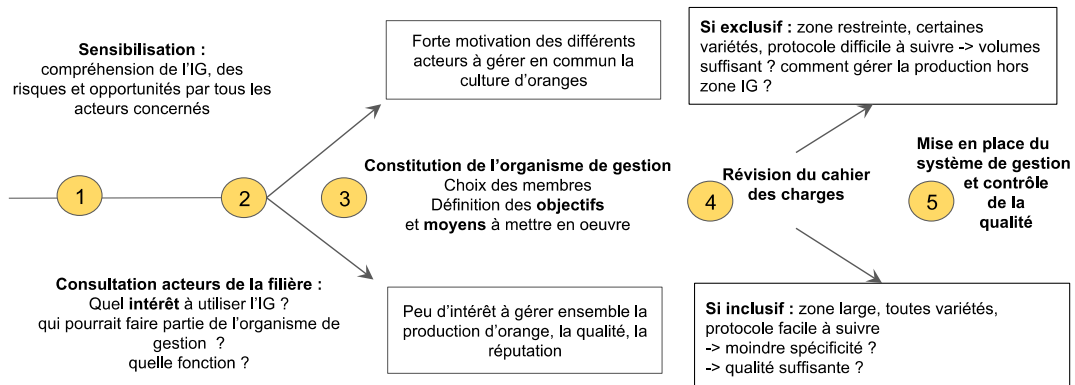 Sensibilisation :
compréhension de l'IG, des
risques et opportunités par tous les
acteurs concernés
1
2
Consultation acteurs de la filière :
Quel intérêt à utiliser l'IG ?
qui pourrait faire partie de l'organisme de
gestion ?
quelle fonction ?
Forte motivation des différents
acteurs à gérer en commun la
culture d'oranges
3
Constitution de l'organisme de gestion
Choix des membres
Définition des objectifs
et moyens à mettre en oeuvre
Peu d'intérêt à gérer ensemble la
production d'orange, la qualité, la
réputation
Si exclusif : zone restreinte, certaines
variétés, protocole difficile à suivre -> volumes
suffisant ? comment gérer la production hors
zone IG ?
4
Révision du cahier
des charges
5
Mise en place du
système de gestion
et contrôle
de la
qualité
Si inclusif : zone large, toutes variétés,
protocole facile à suivre
-> moindre spécificité ?
-> qualité suffisante ?